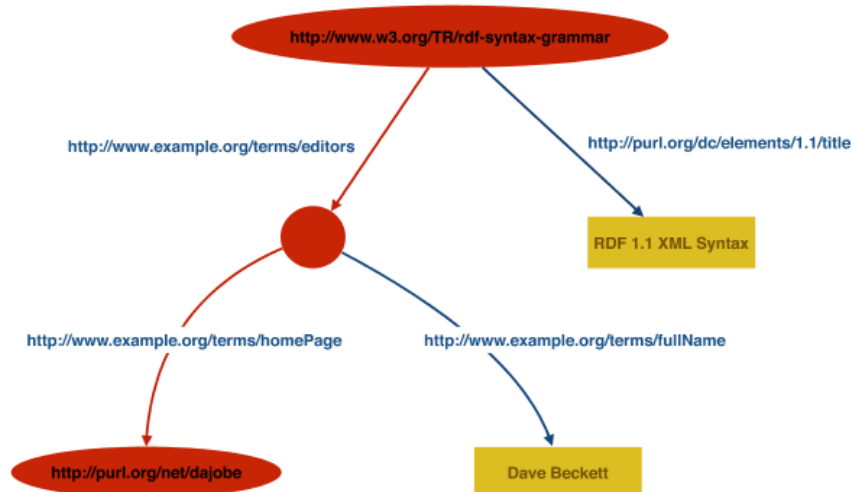 http://www.w3.org/TR/rdf-syntax-grammar
http://www.example.org/terms/editors
http://purl.org/dc/elements/1.1/title
RDF 1.1 XML Syntax
http://www.example.org/terms/homePage
http://www.example.org/terms/fullName
http://purl.org/net/dajobe
Dave Beckett